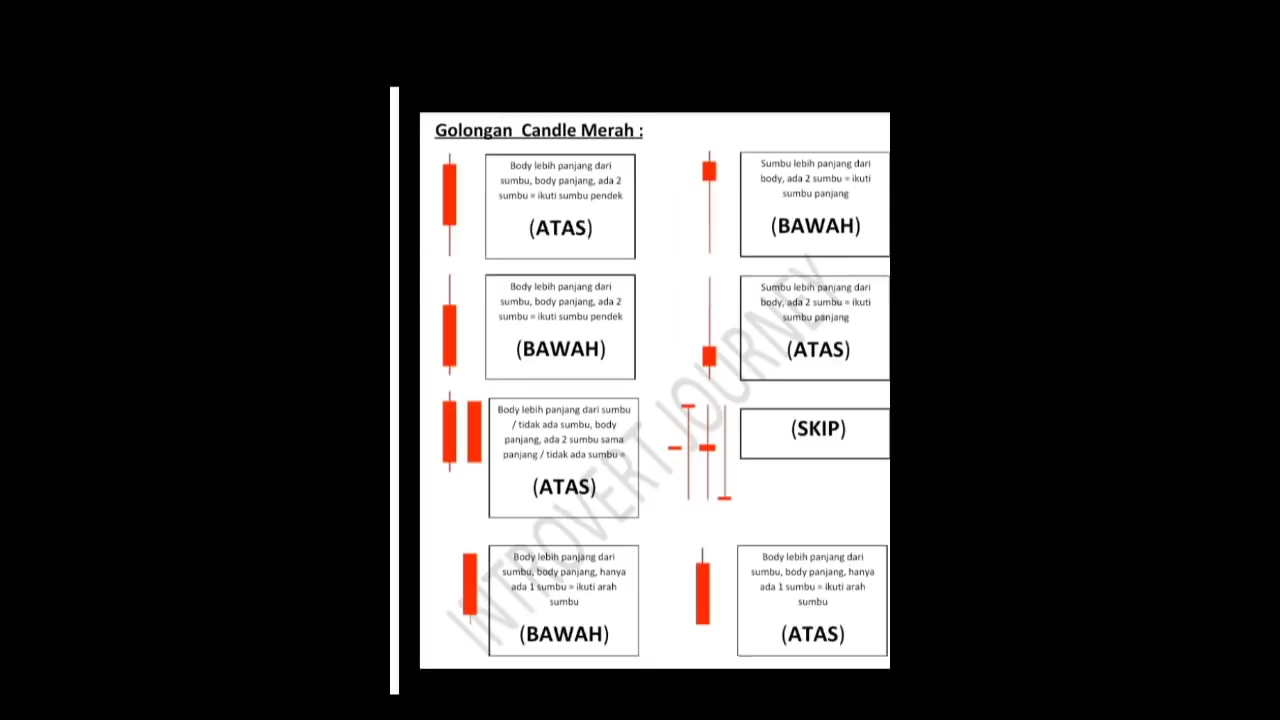 Golongan  Candle Merah :
Body lebih panjang dari
sumbu, body panjang, ada 2
sumbu = ikuti sumbu pendek
(ATAS)
Sumbu lebih panjang dari
body, ada 2 sumbu = ikuti
sumbu panjang
(BAWAH)
Body lebih panjang dari
sumbu, body panjang, ada 2
sumbu = ikuti sumbu pendek
(BAWAH)
Sumbu lebih panjang dari
body, ada 2 sumbu = ikuti
sumbu panjang
(ATAS)
Body lebih panjang dari sumbu
/ tidak ada sumbu, body
panjang, ada 2 sumbu sama
panjang / tidak ada sumbu =
(ATAS)
(SKIP)
Body lebih panjang dari
sumbu, body panjang, hanya
ada 1 sumbu = ikuti arah
sumbu
(BAWAH)
Body lebih panjang dari
sumbu, body panjang, hanya
ada 1 sumbu = ikuti arah
sumbu
(ATAS)
INTROVERT JOURNEY